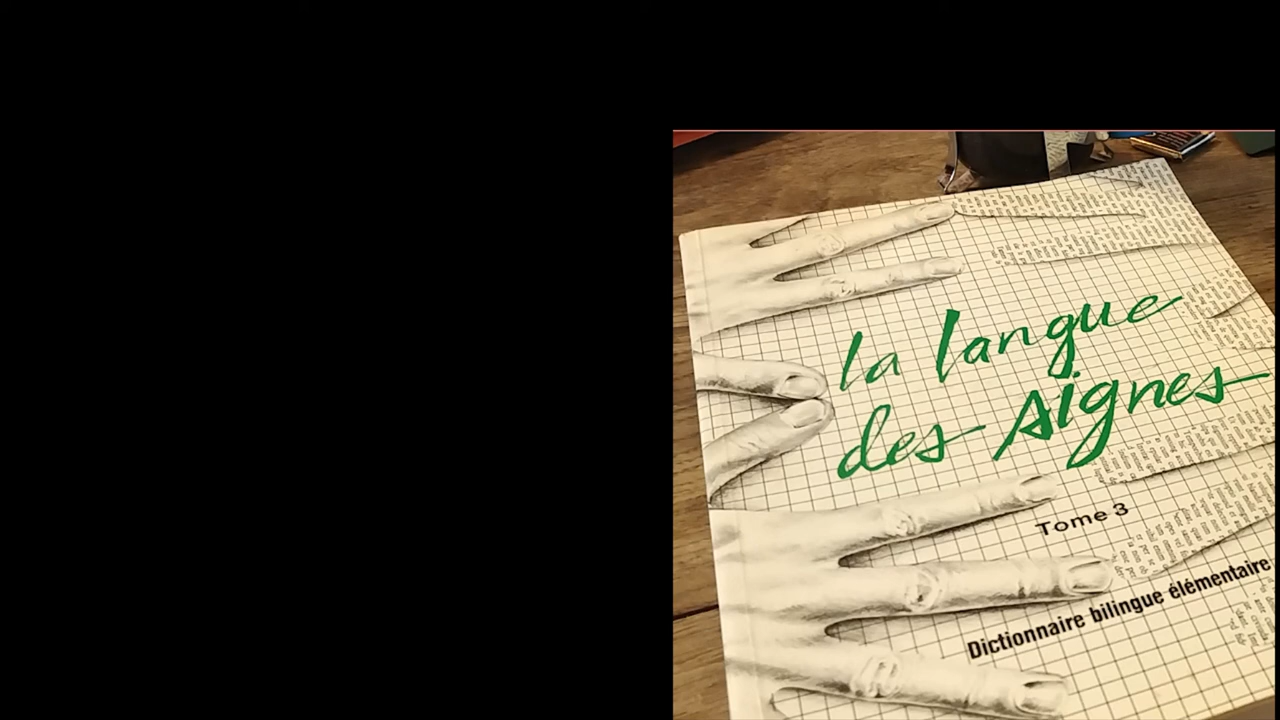 la langue
des signes
Tome 3
Dictionnaire bilingue élémentaire